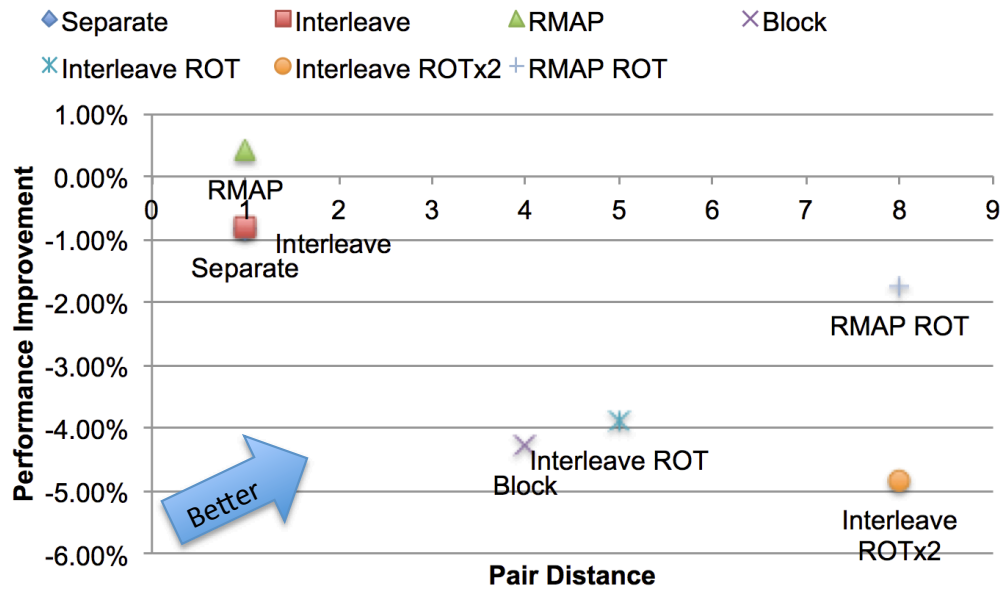 Separate Interleave RMAP Block
Interleave ROT Interleave ROTx2 RMAP ROT
1.00%
0.00%
RMAP
0 1 2 3 4 5 6 7 8 9
-1.00%
Interleave
Separate
-2.00%
RMAP ROT
-3.00%
-4.00%
Interleave ROT
Block
-5.00%
Better
Interleave
ROTx2
-6.00%
Performance Improvement
Pair Distance